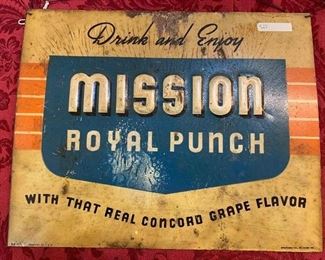 Drink and Enjoy
MISSION
ROYAL PUNCH
WITH THAT REAL CONCORD GRAPE FLAVOR